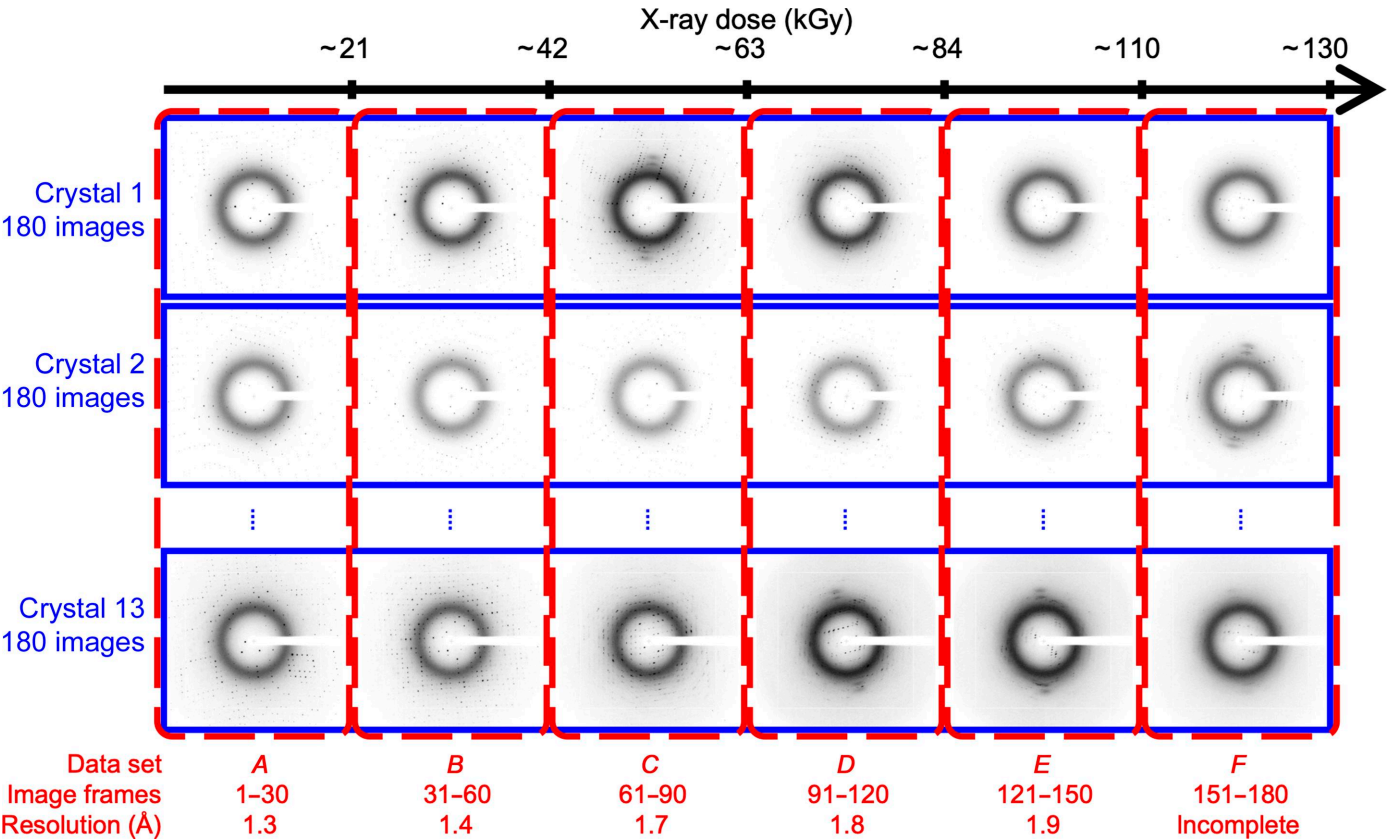 X-ray dose (kGy)
~21 ~42 ~63 ~84 ~110 ~130
Crystal 1
180 images
Crystal 2
180 images
Crystal 13
180 images
Data set A B C D E F
Image frames 1–30 31–60 61–90 91–120 121–150 151–180
Resolution (Å) 1.3 1.4 1.7 1.8 1.9 Incomplete